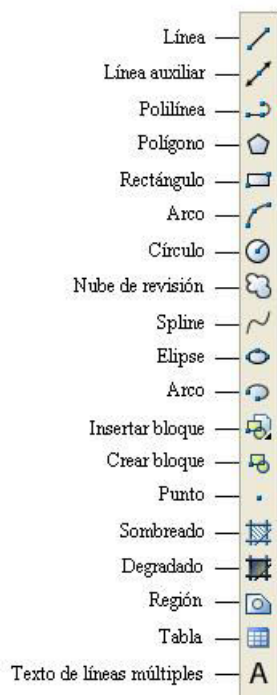 Línea
Línea auxiliar
Polilínea
Polígono
Rectángulo
Arco
Círculo
Nube de revisión
Spline
Elipse
Arco
Insertar bloque
Crear bloque
Punto
Sombreado
Degradado
Región
Tabla
Texto de líneas múltiples
A